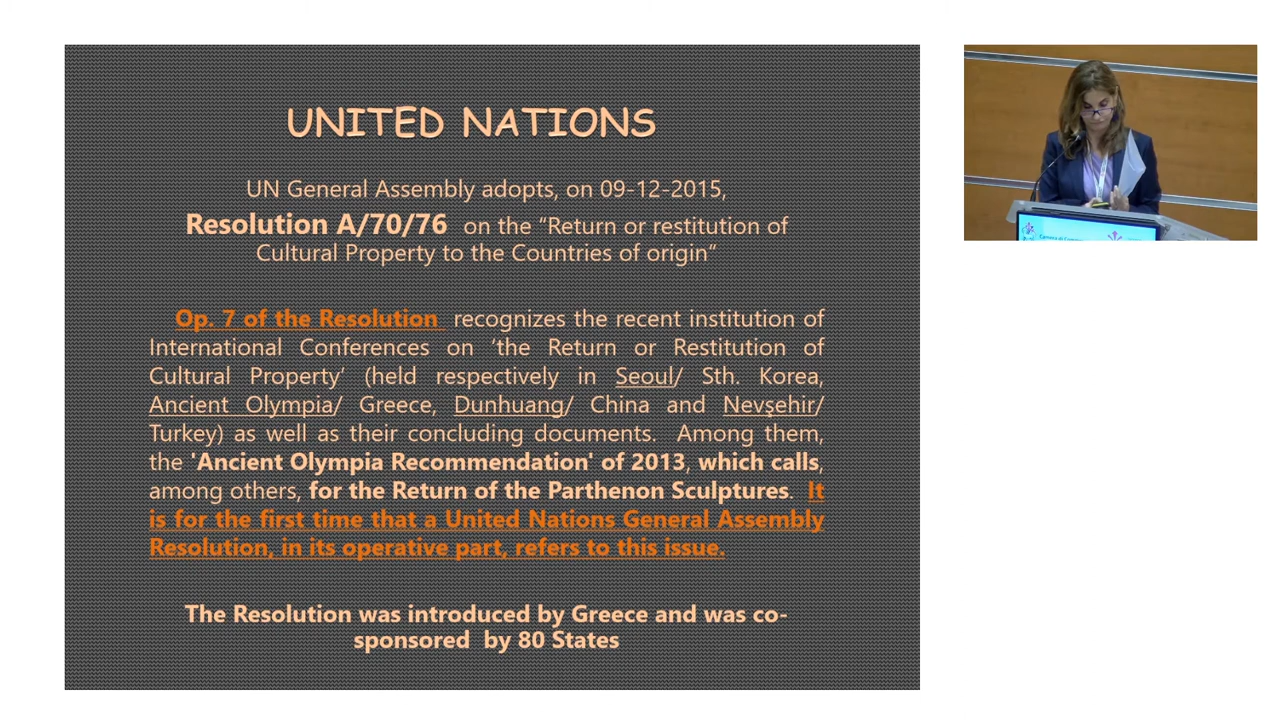 UNITED NATIONS
UN General Assembly adopts, on 09-12-2015,
Resolution A/70/76 on the “Return or restitution of
Cultural Property to the Countries of origin”
Op. 7 of the Resolution recognizes the recent institution of
International Conferences on ‘the Return or Restitution of
Cultural Property’ (held respectively in Seoul/ Sth. Korea,
Ancient Olympia/ Greece, Dunhuang/ China and Nevşehir/
Turkey) as well as their concluding documents. Among them,
the 'Ancient Olympia Recommendation' of 2013, which calls,
among others, for the Return of the Parthenon Sculptures. It
is for the first time that a United Nations General Assembly
Resolution, in its operative part, refers to this issue.
The Resolution was introduced by Greece and was co-
sponsored by 80 States